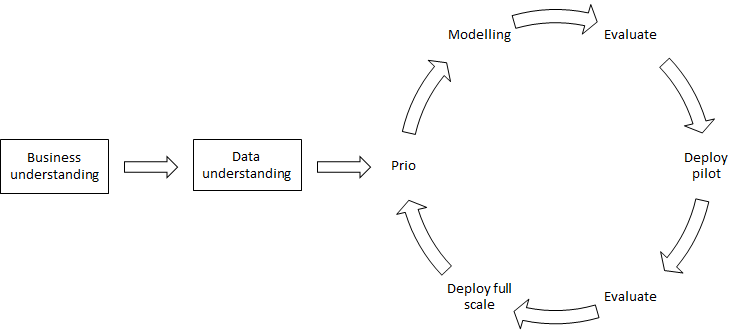 Business
understanding
Data
understanding
Prio
Modelling
Evaluate
Deploy
pilot
Evaluate
Deploy full
scale